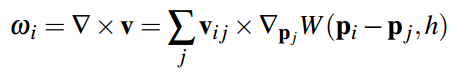 ωᵢ = ∇ × v = ∑ⱼ vᵢⱼ × ∇_{pⱼ} W(pᵢ − pⱼ, h)